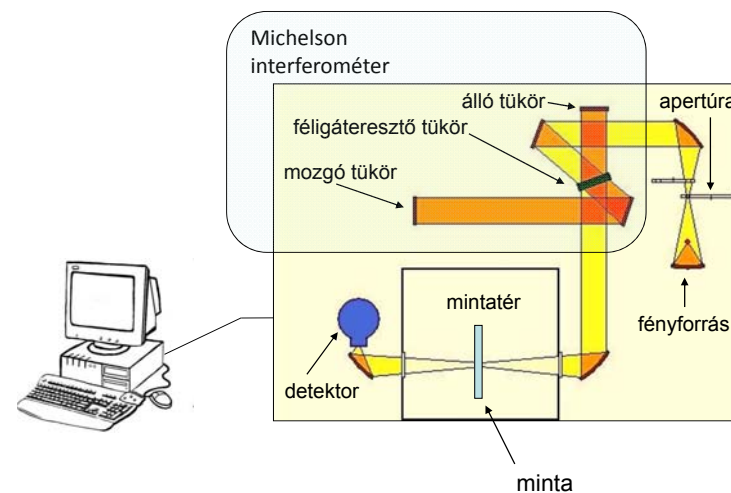 Michelson
interferométer
álló tükör
apertúra
féligáteresztő tükör
mozgó tükör
mintatér
fényforrás
detektor
minta